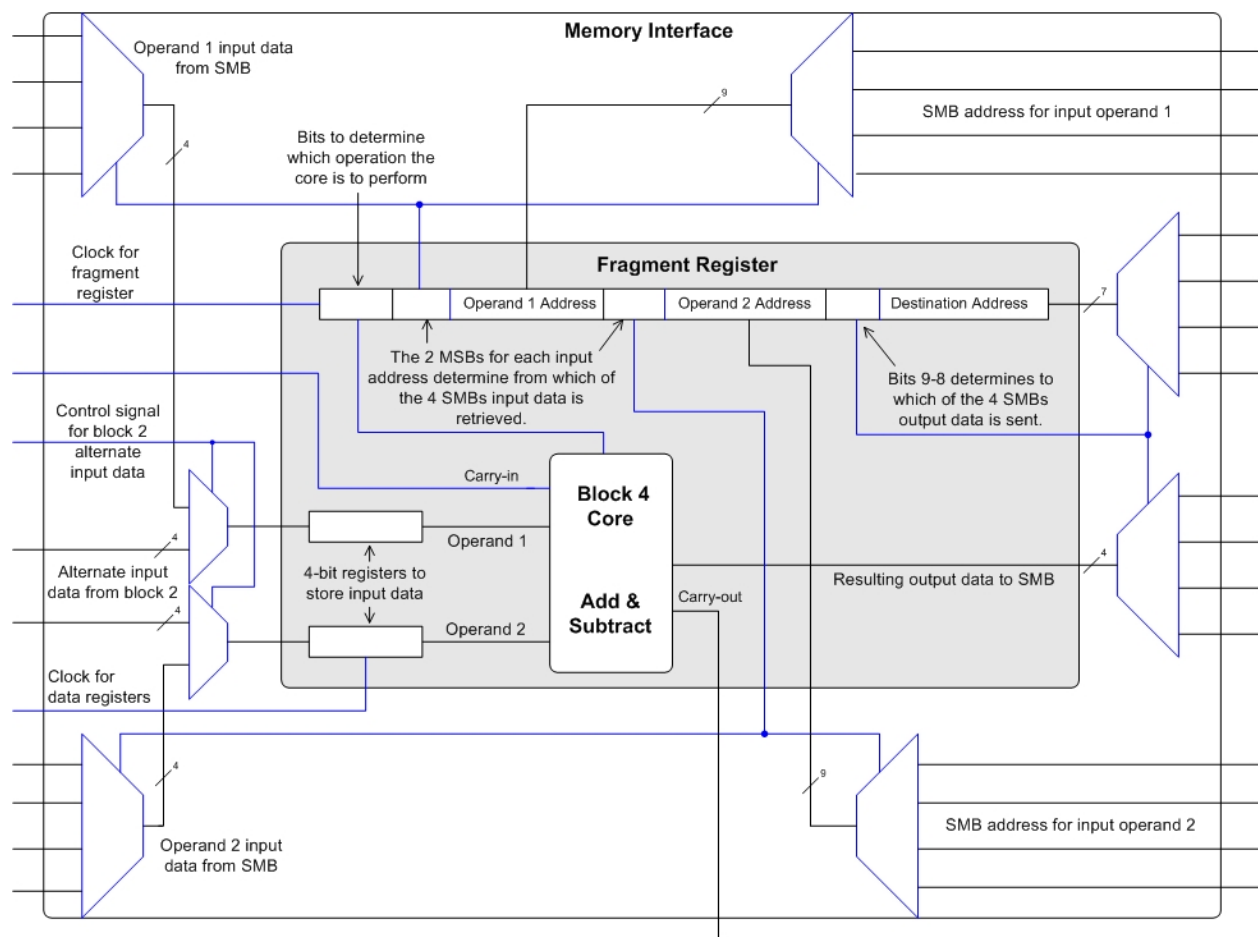 Memory Interface
Operand 1 input data
from SMB
4
9
SMB address for input operand 1
Bits to determine
which operation the
core is to perform
Clock for
fragment
register
Fragment Register
Operand 1 Address
Operand 2 Address
Destination Address
7
The 2 MSBs for each input
address determine from which of
the 4 SMBs input data is
retrieved.
Bits 9-8 determines to
which of the 4 SMBs
output data is sent.
Control signal
for block 2
alternate
input data
Carry-in
Block 4
Core
Add &
Subtract
Operand 1
4
Alternate input
data from block 2
4
4-bit registers to
store input data
Operand 2
Carry-out
4
Resulting output data to SMB
Clock for
data registers
4
Operand 2 input
data from SMB
9
SMB address for input operand 2